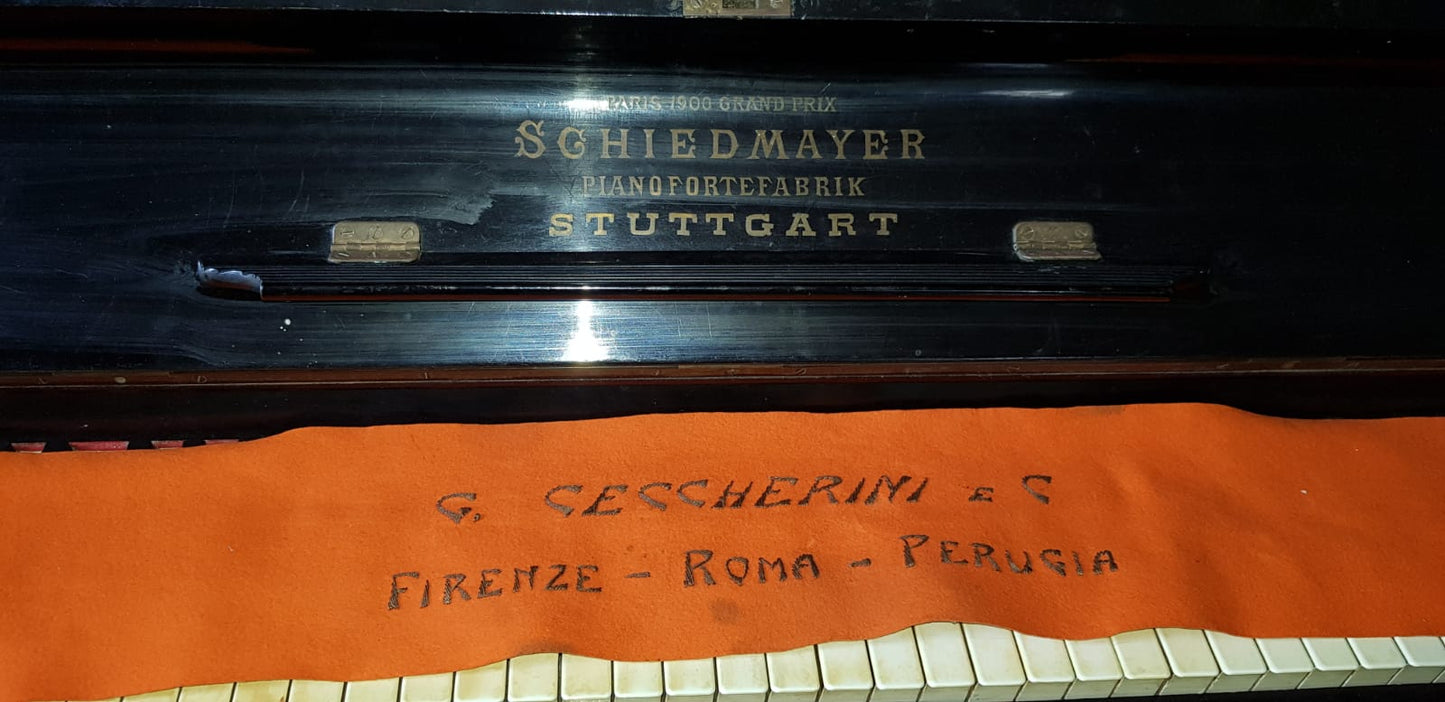 PARIS 1900 GRAND PRIX
SCHIEDMAYER
PIANOFORTEFABRIK
STUTTGART
G. CECCHERINI E C
FIRENZE - ROMA - PERUGIA